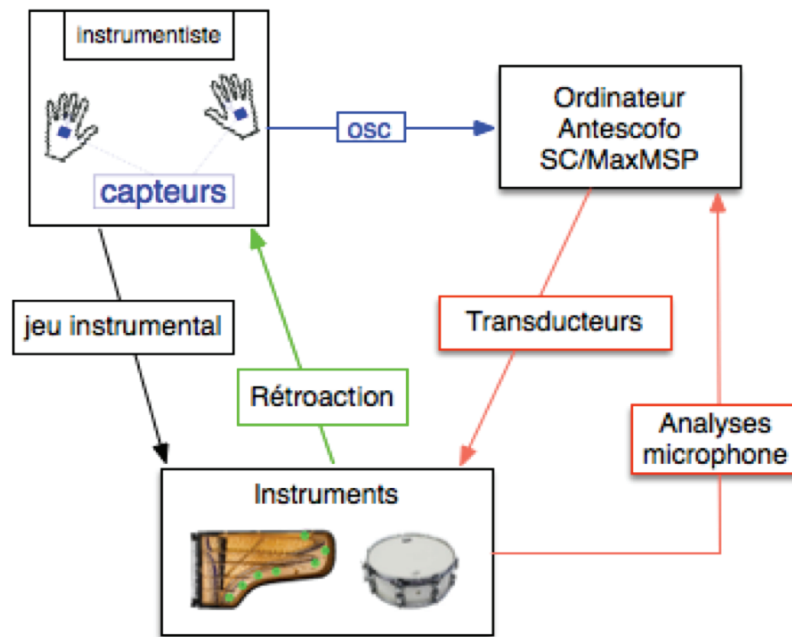 instrumentiste
capteurs
osc
Ordinateur
Antescofo
SC/MaxMSP
jeu instrumental
Rétroaction
Transducteurs
Analyses
microphone
Instruments